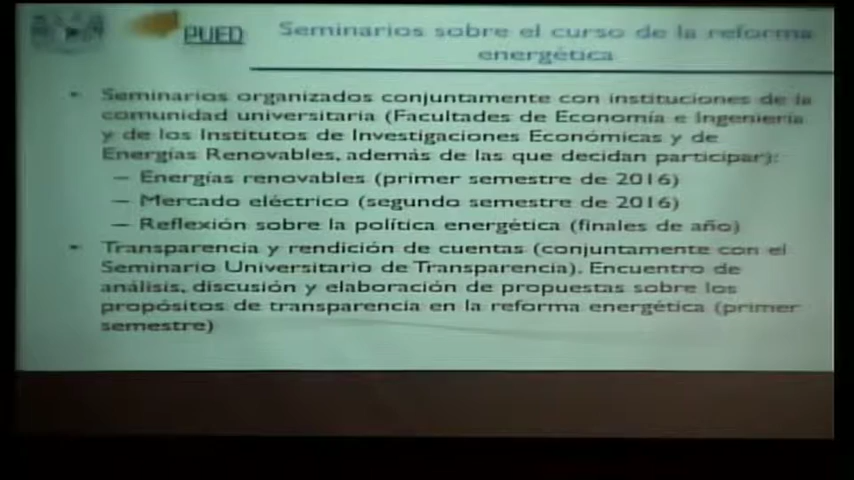 PUED
Seminarios sobre el curso de la reforma
energética
• Seminarios organizados conjuntamente con instituciones de la
comunidad universitaria (Facultades de Economía e Ingeniería
y de los Institutos de Investigaciones Económicas y de
Energías Renovables, además de las que decidan participar):
– Energías renovables (primer semestre de 2016)
– Mercado eléctrico (segundo semestre de 2016)
– Reflexión sobre la política energética (finales de año)
• Transparencia y rendición de cuentas (conjuntamente con el
Seminario Universitario de Transparencia). Encuentro de
análisis, discusión y elaboración de propuestas sobre los
propósitos de transparencia en la reforma energética (primer
semestre)